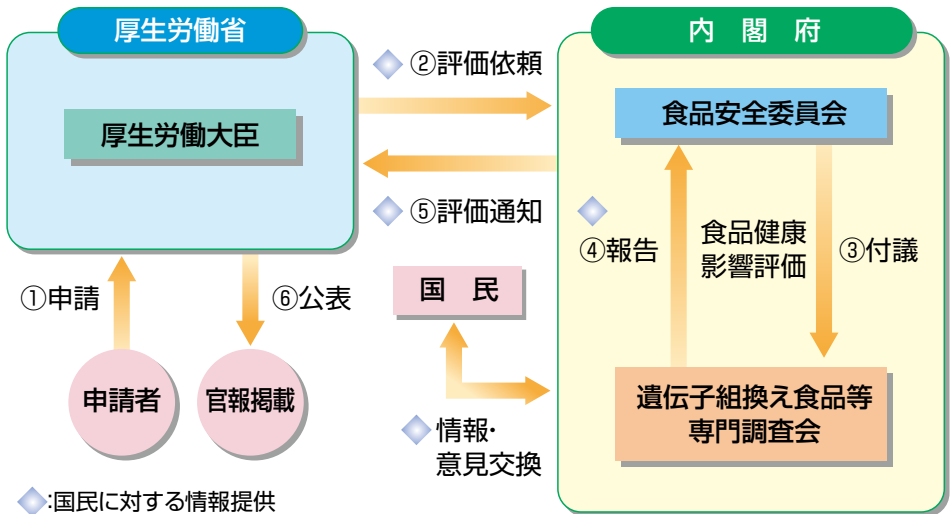 厚生労働省
内閣府
②評価依頼
厚生労働大臣
食品安全委員会
⑤評価通知
④報告
食品健康
影響評価
③付議
①申請
⑥公表
国民
申請者
官報掲載
遺伝子組換え食品等
専門調査会
情報・
意見交換
:国民に対する情報提供